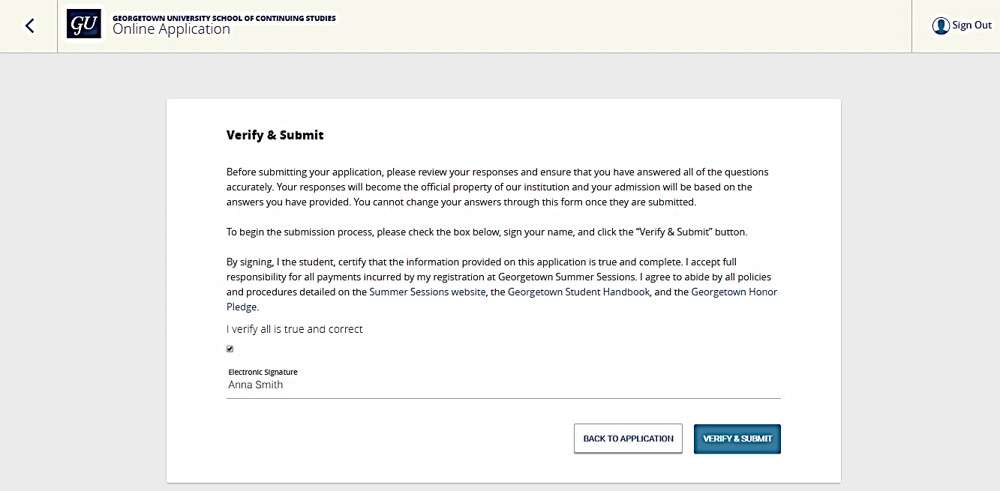 GU
GEORGETOWN UNIVERSITY SCHOOL OF CONTINUING STUDIES
Online Application
Sign Out
Verify & Submit
Before submitting your application, please review your responses and ensure that you have answered all of the questions
accurately. Your responses will become the official property of our institution and your admission will be based on the
answers you have provided. You cannot change your answers through this form once they are submitted.
To begin the submission process, please check the box below, sign your name, and click the “Verify & Submit” button.
By signing, I the student, certify that the information provided on this application is true and complete. I accept full
responsibility for all payments incurred by my registration at Georgetown Summer Sessions. I agree to abide by all policies
and procedures detailed on the Summer Sessions website, the Georgetown Student Handbook, and the Georgetown Honor
Pledge.
I verify all is true and correct
Electronic Signature
Anna Smith
BACK TO APPLICATION
VERIFY & SUBMIT